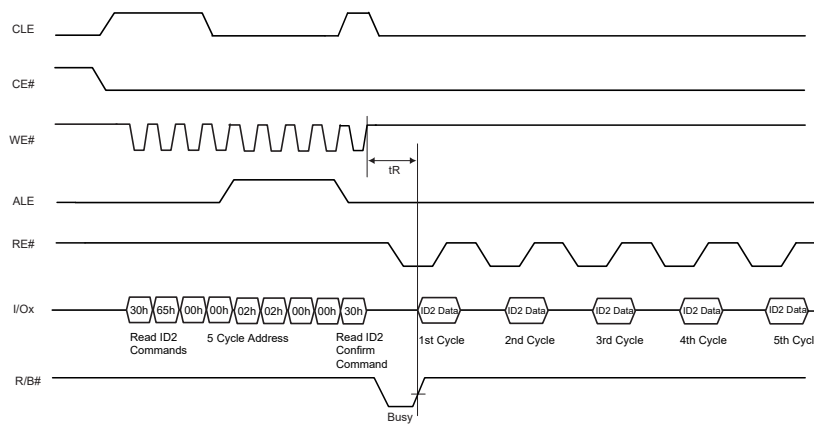 CLE
CE#
WE#
tR
ALE
RE#
I/Ox
30h 65h 00h 00h 02h 02h 00h 00h 30h ID2 Data ID2 Data ID2 Data ID2 Data ID2 Data
Read ID2 Commands
5 Cycle Address
Read ID2 Confirm Command
1st Cycle 2nd Cycle 3rd Cycle 4th Cycle 5th Cycl
R/B#
Busy